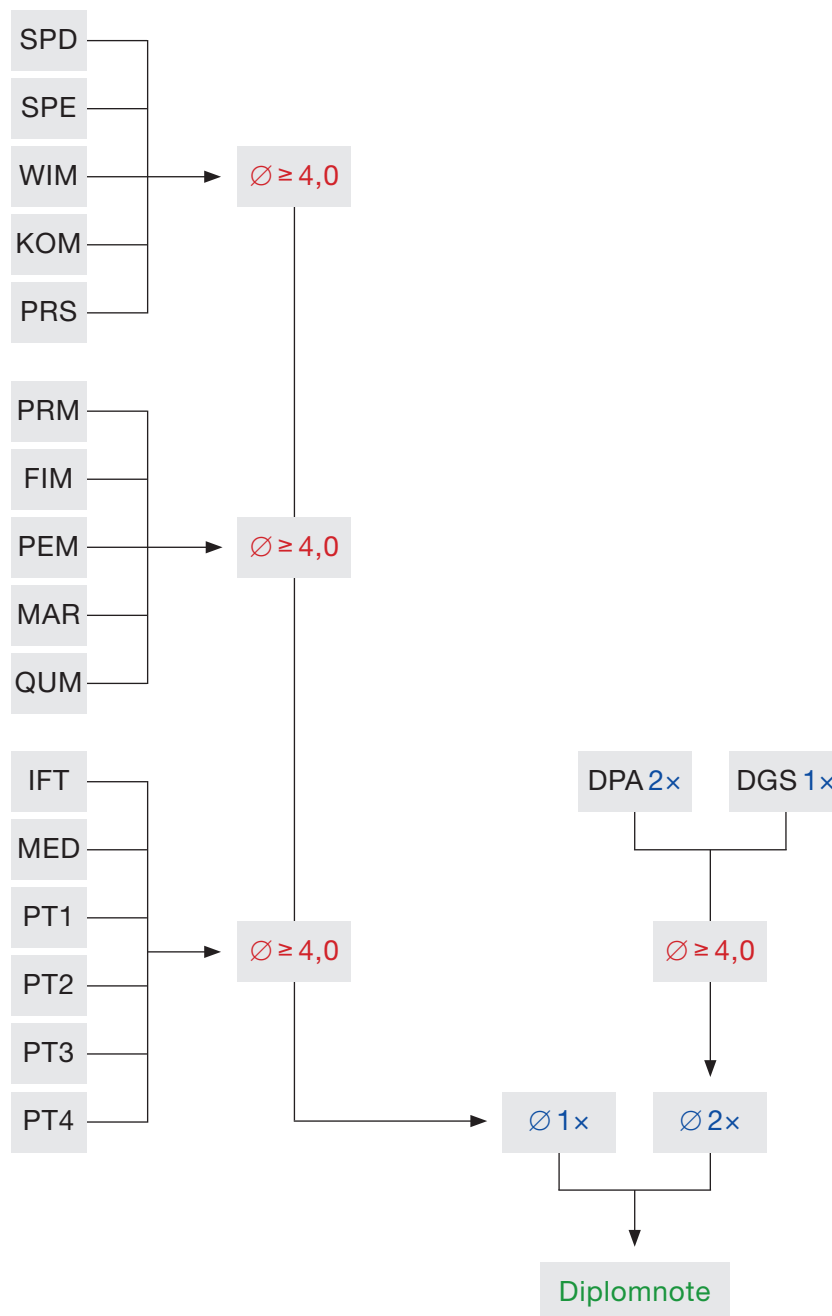 SPD
SPE
WIM
KOM
PRS
∅ ≥ 4,0
PRM
FIM
PEM
MAR
QUM
∅ ≥ 4,0
IFT
MED
PT1
PT2
PT3
PT4
∅ ≥ 4,0
DPA 2×
DGS 1×
∅ ≥ 4,0
∅ 1×
∅ 2×
Diplomnote